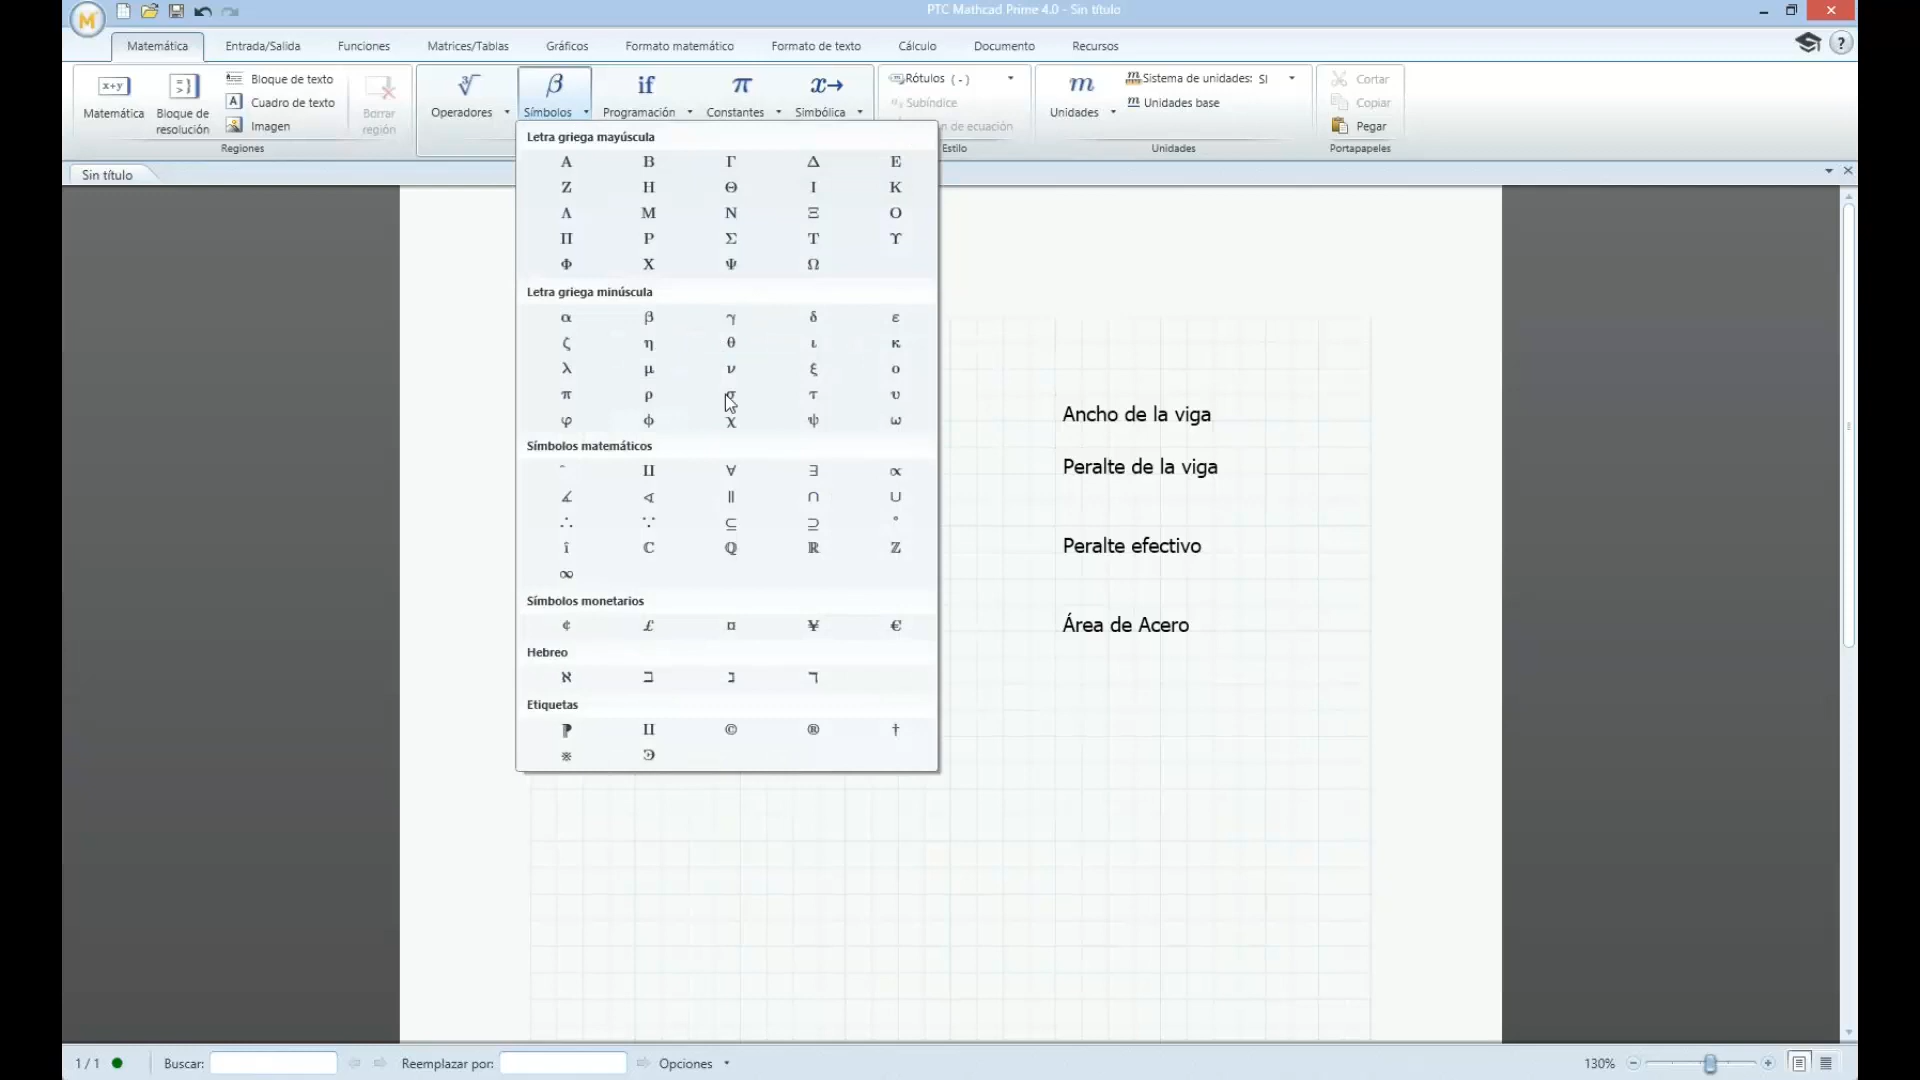 PTC Mathcad Prime 4.0 - Sin título
Matemática Entrada/Salida Funciones Matrices/Tablas Gráficos Formato matemático Formato de texto Cálculo Documento Recursos
Matemática
Bloque de resolución
Bloque de texto
Cuadro de texto
Imagen
Borrar región
Regiones
Operadores
Símbolos
if
Programación
π
Constantes
Simbólica
Rótulos ( - )
Subíndice
n de ecuación
Estilo
Unidades
Sistema de unidades: SI
Unidades base
Unidades
Cortar
Copiar
Pegar
Portapapeles
Sin título
Letra griega mayúscula
Α Β Γ Δ Ε
Ζ Η Θ Ι Κ
Λ Μ Ν Ξ Ο
Π Ρ Σ Τ ϒ
Φ Χ Ψ Ω
Letra griega minúscula
α β γ δ ε
ζ η θ ι κ
λ μ ν ξ ο
π ρ σ τ υ
φ ϕ χ ψ ω
Símbolos matemáticos
ˆ ∐ ∀ ∃ ∝
∡ ∢ ∥ ∩ ∪
∴ ∵ ⊆ ⊇ °
î ℂ ℚ ℝ ℤ
∞
Símbolos monetarios
¢ £ ¤ ¥ €
Hebreo
א ב נ ד
Etiquetas
⁋ ∐ © ® †
※ Э
Ancho de la viga
Peralte de la viga
Peralte efectivo
Área de Acero
1 / 1 Buscar: Reemplazar por: Opciones 130%